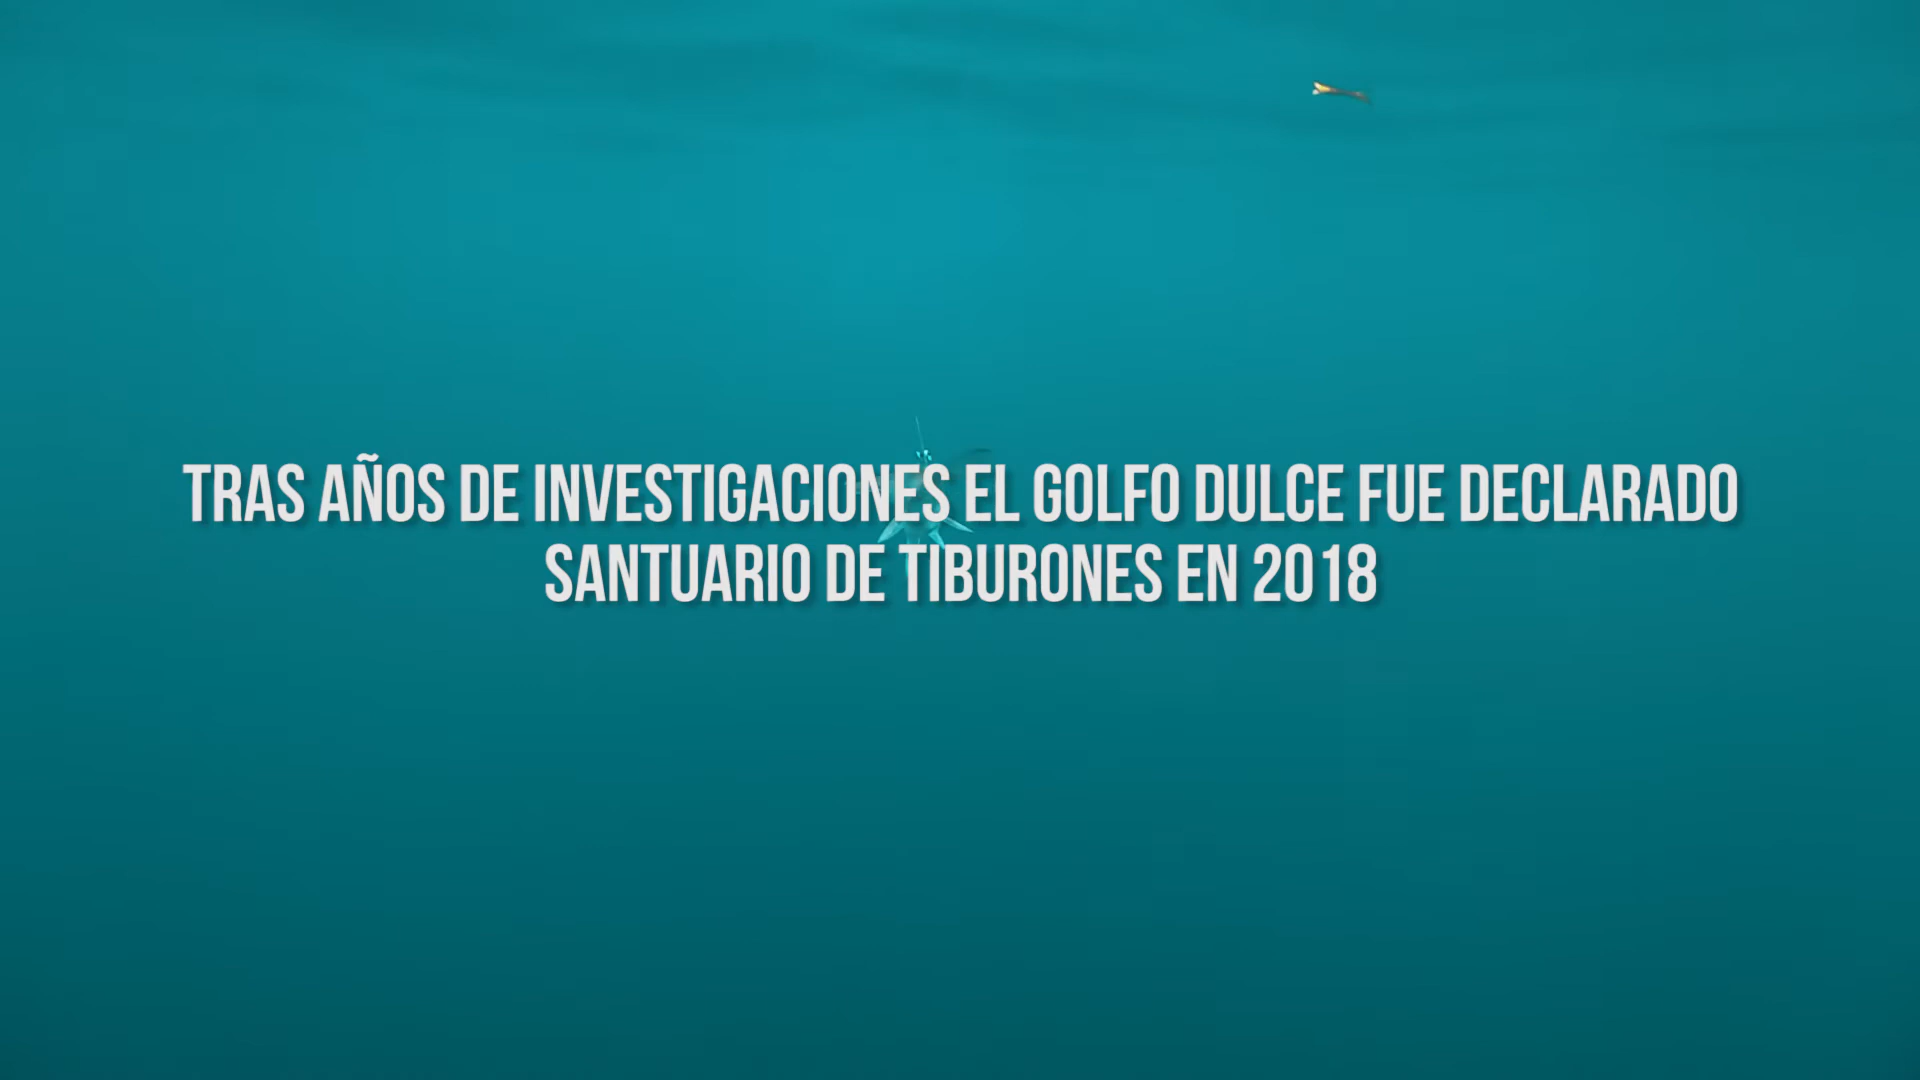 TRAS AÑOS DE INVESTIGACIONES EL GOLFO DULCE FUE DECLARADO
SANTUARIO DE TIBURONES EN 2018